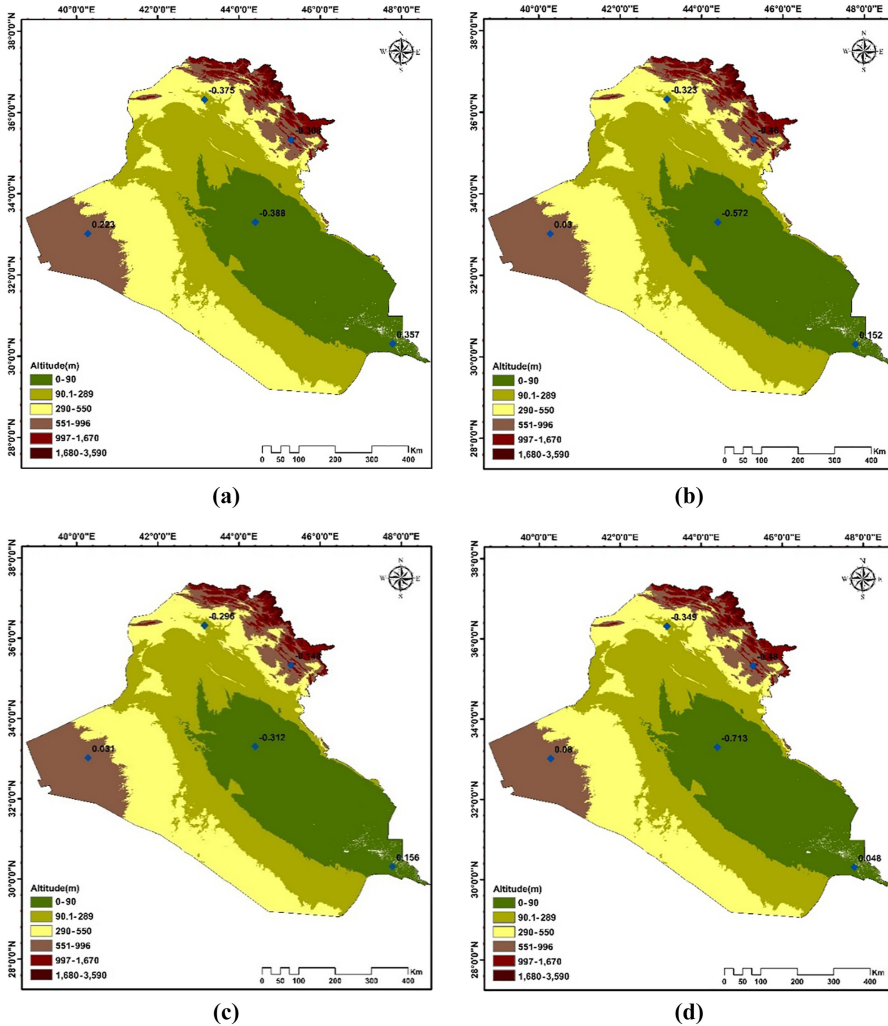 40°0'0"E 42°0'0"E 44°0'0"E 46°0'0"E 48°0'0"E
38°0'0"N
36°0'0"N
34°0'0"N
32°0'0"N
30°0'0"N
28°0'0"N
W E
S
-0.375
-0.388
0.223
0.357
Altitude(m)
0-90
90.1-289
290-550
551-996
997-1,670
1,680-3,590
0 50 100 200 300 400 Km
(a)
40°0'0"E 42°0'0"E 44°0'0"E 46°0'0"E 48°0'0"E
38°0'0"N
36°0'0"N
34°0'0"N
32°0'0"N
30°0'0"N
28°0'0"N
N
W E
S
-0.323
-0.46
-0.572
0.03
0.152
Altitude(m)
0-90
90.1-289
290-550
551-996
997-1,670
1,680-3,590
0 50 100 200 300 400 Km
(b)
40°0'0"E 42°0'0"E 44°0'0"E 46°0'0"E 48°0'0"E
38°0'0"N
36°0'0"N
34°0'0"N
32°0'0"N
30°0'0"N
28°0'0"N
N
W E
S
-0.296
-0.312
0.031
0.156
Altitude(m)
0-90
90.1-289
290-550
551-996
997-1,670
1,680-3,590
0 50 100 200 300 400 Km
(c)
40°0'0"E 42°0'0"E 44°0'0"E 46°0'0"E 48°0'0"E
38°0'0"N
36°0'0"N
34°0'0"N
32°0'0"N
30°0'0"N
28°0'0"N
W E
S
-0.349
-0.713
0.08
0.048
Altitude(m)
0-90
90.1-289
290-550
551-996
997-1,670
1,680-3,590
0 50 100 200 300 400 Km
(d)